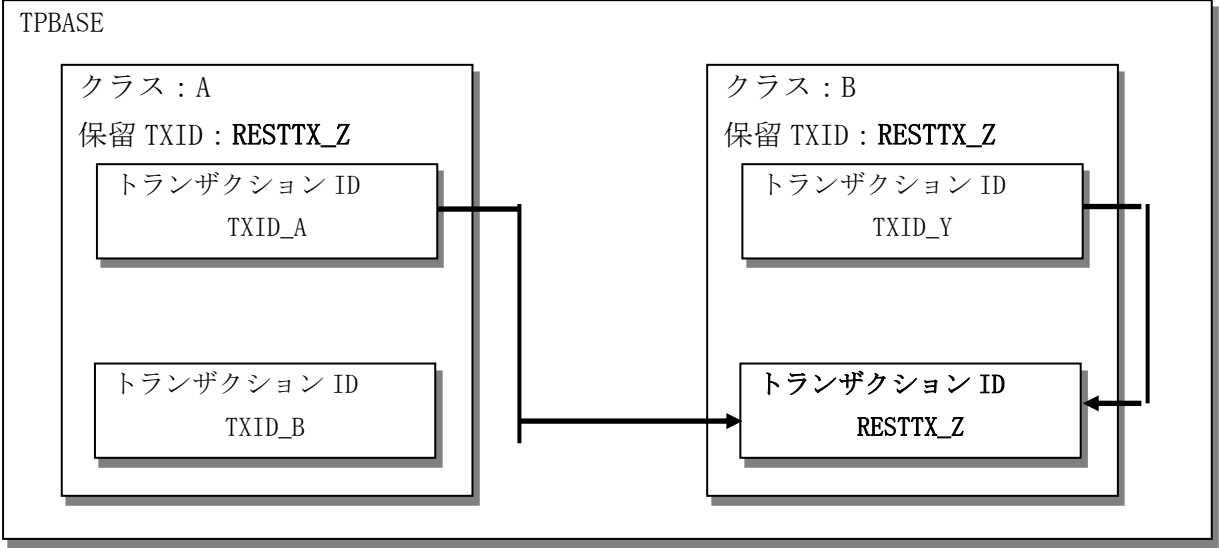 TPBASE
クラス：A
保留 TXID：RESTTX_Z
トランザクション ID
TXID_A
トランザクション ID
TXID_B
クラス：B
保留 TXID：RESTTX_Z
トランザクション ID
TXID_Y
トランザクション ID
RESTTX_Z